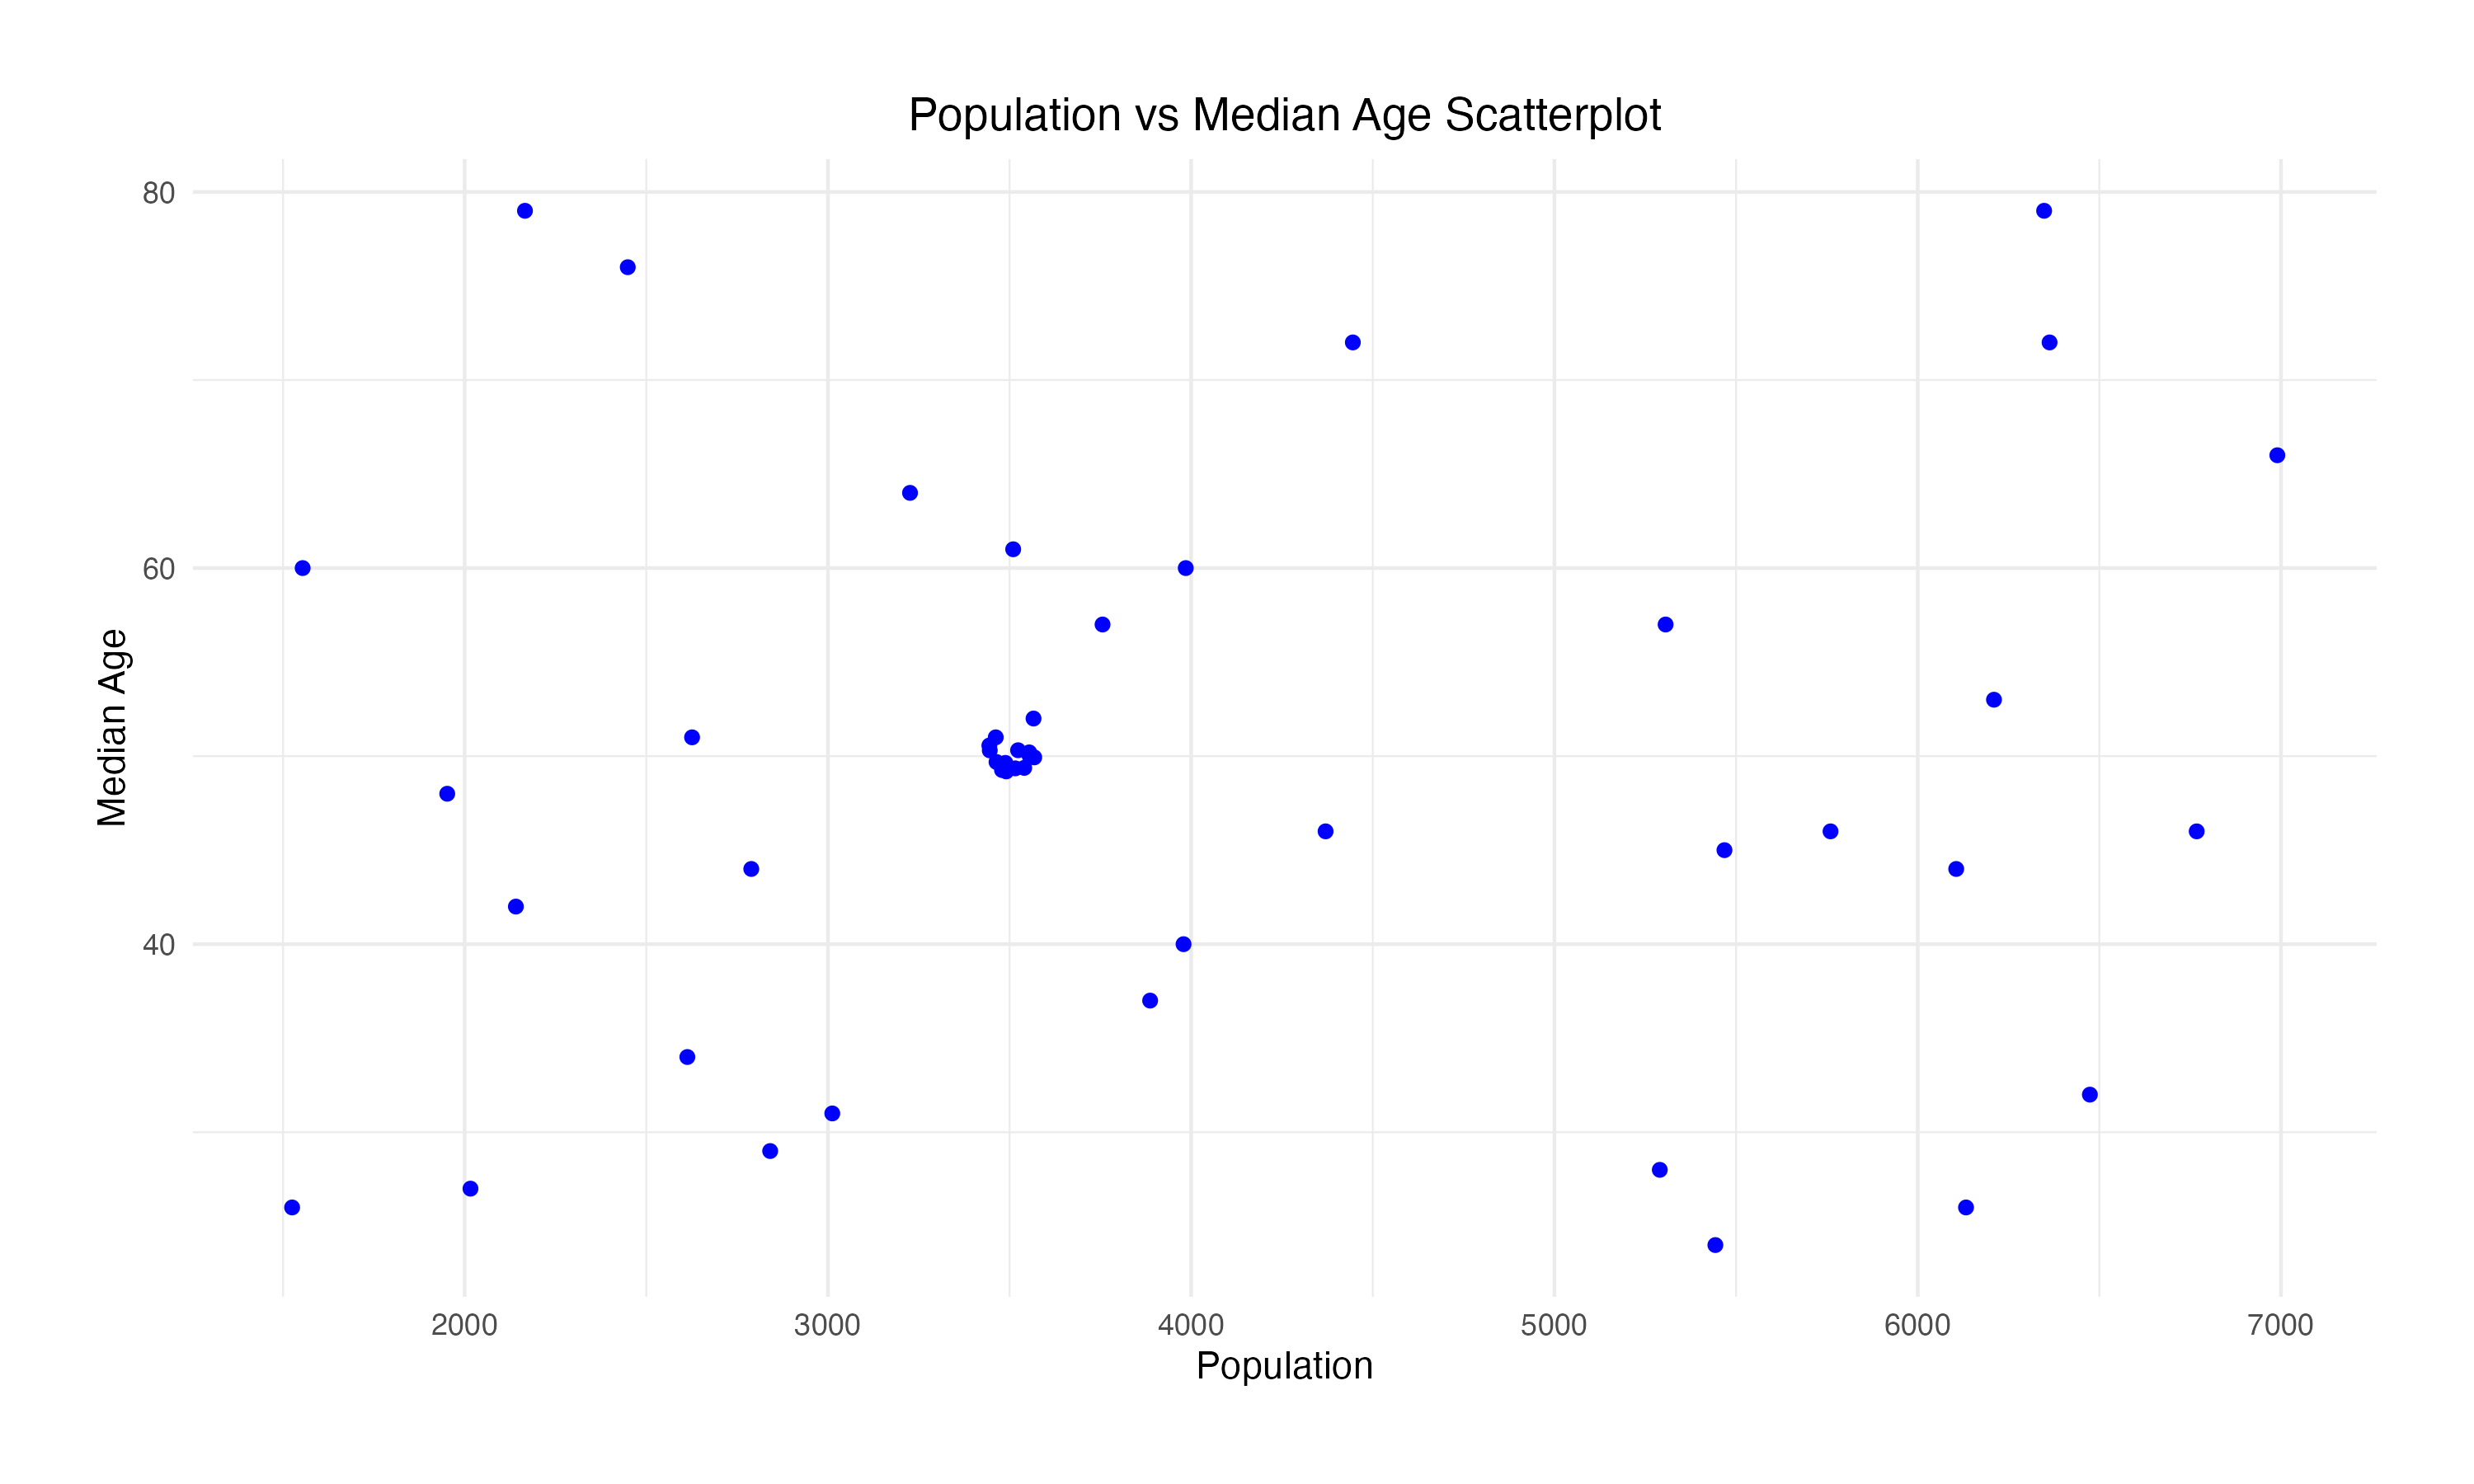 Population vs Median Age Scatterplot
80
60
40
Median Age
2000 3000 4000 5000 6000 7000
Population